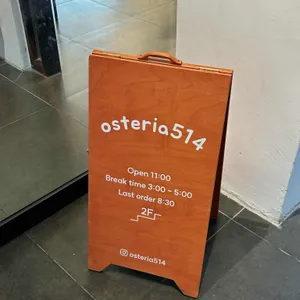 osteria514
Open 11:00
Break time 3:00 - 5:00
Last order 8:30
2F
osteria514